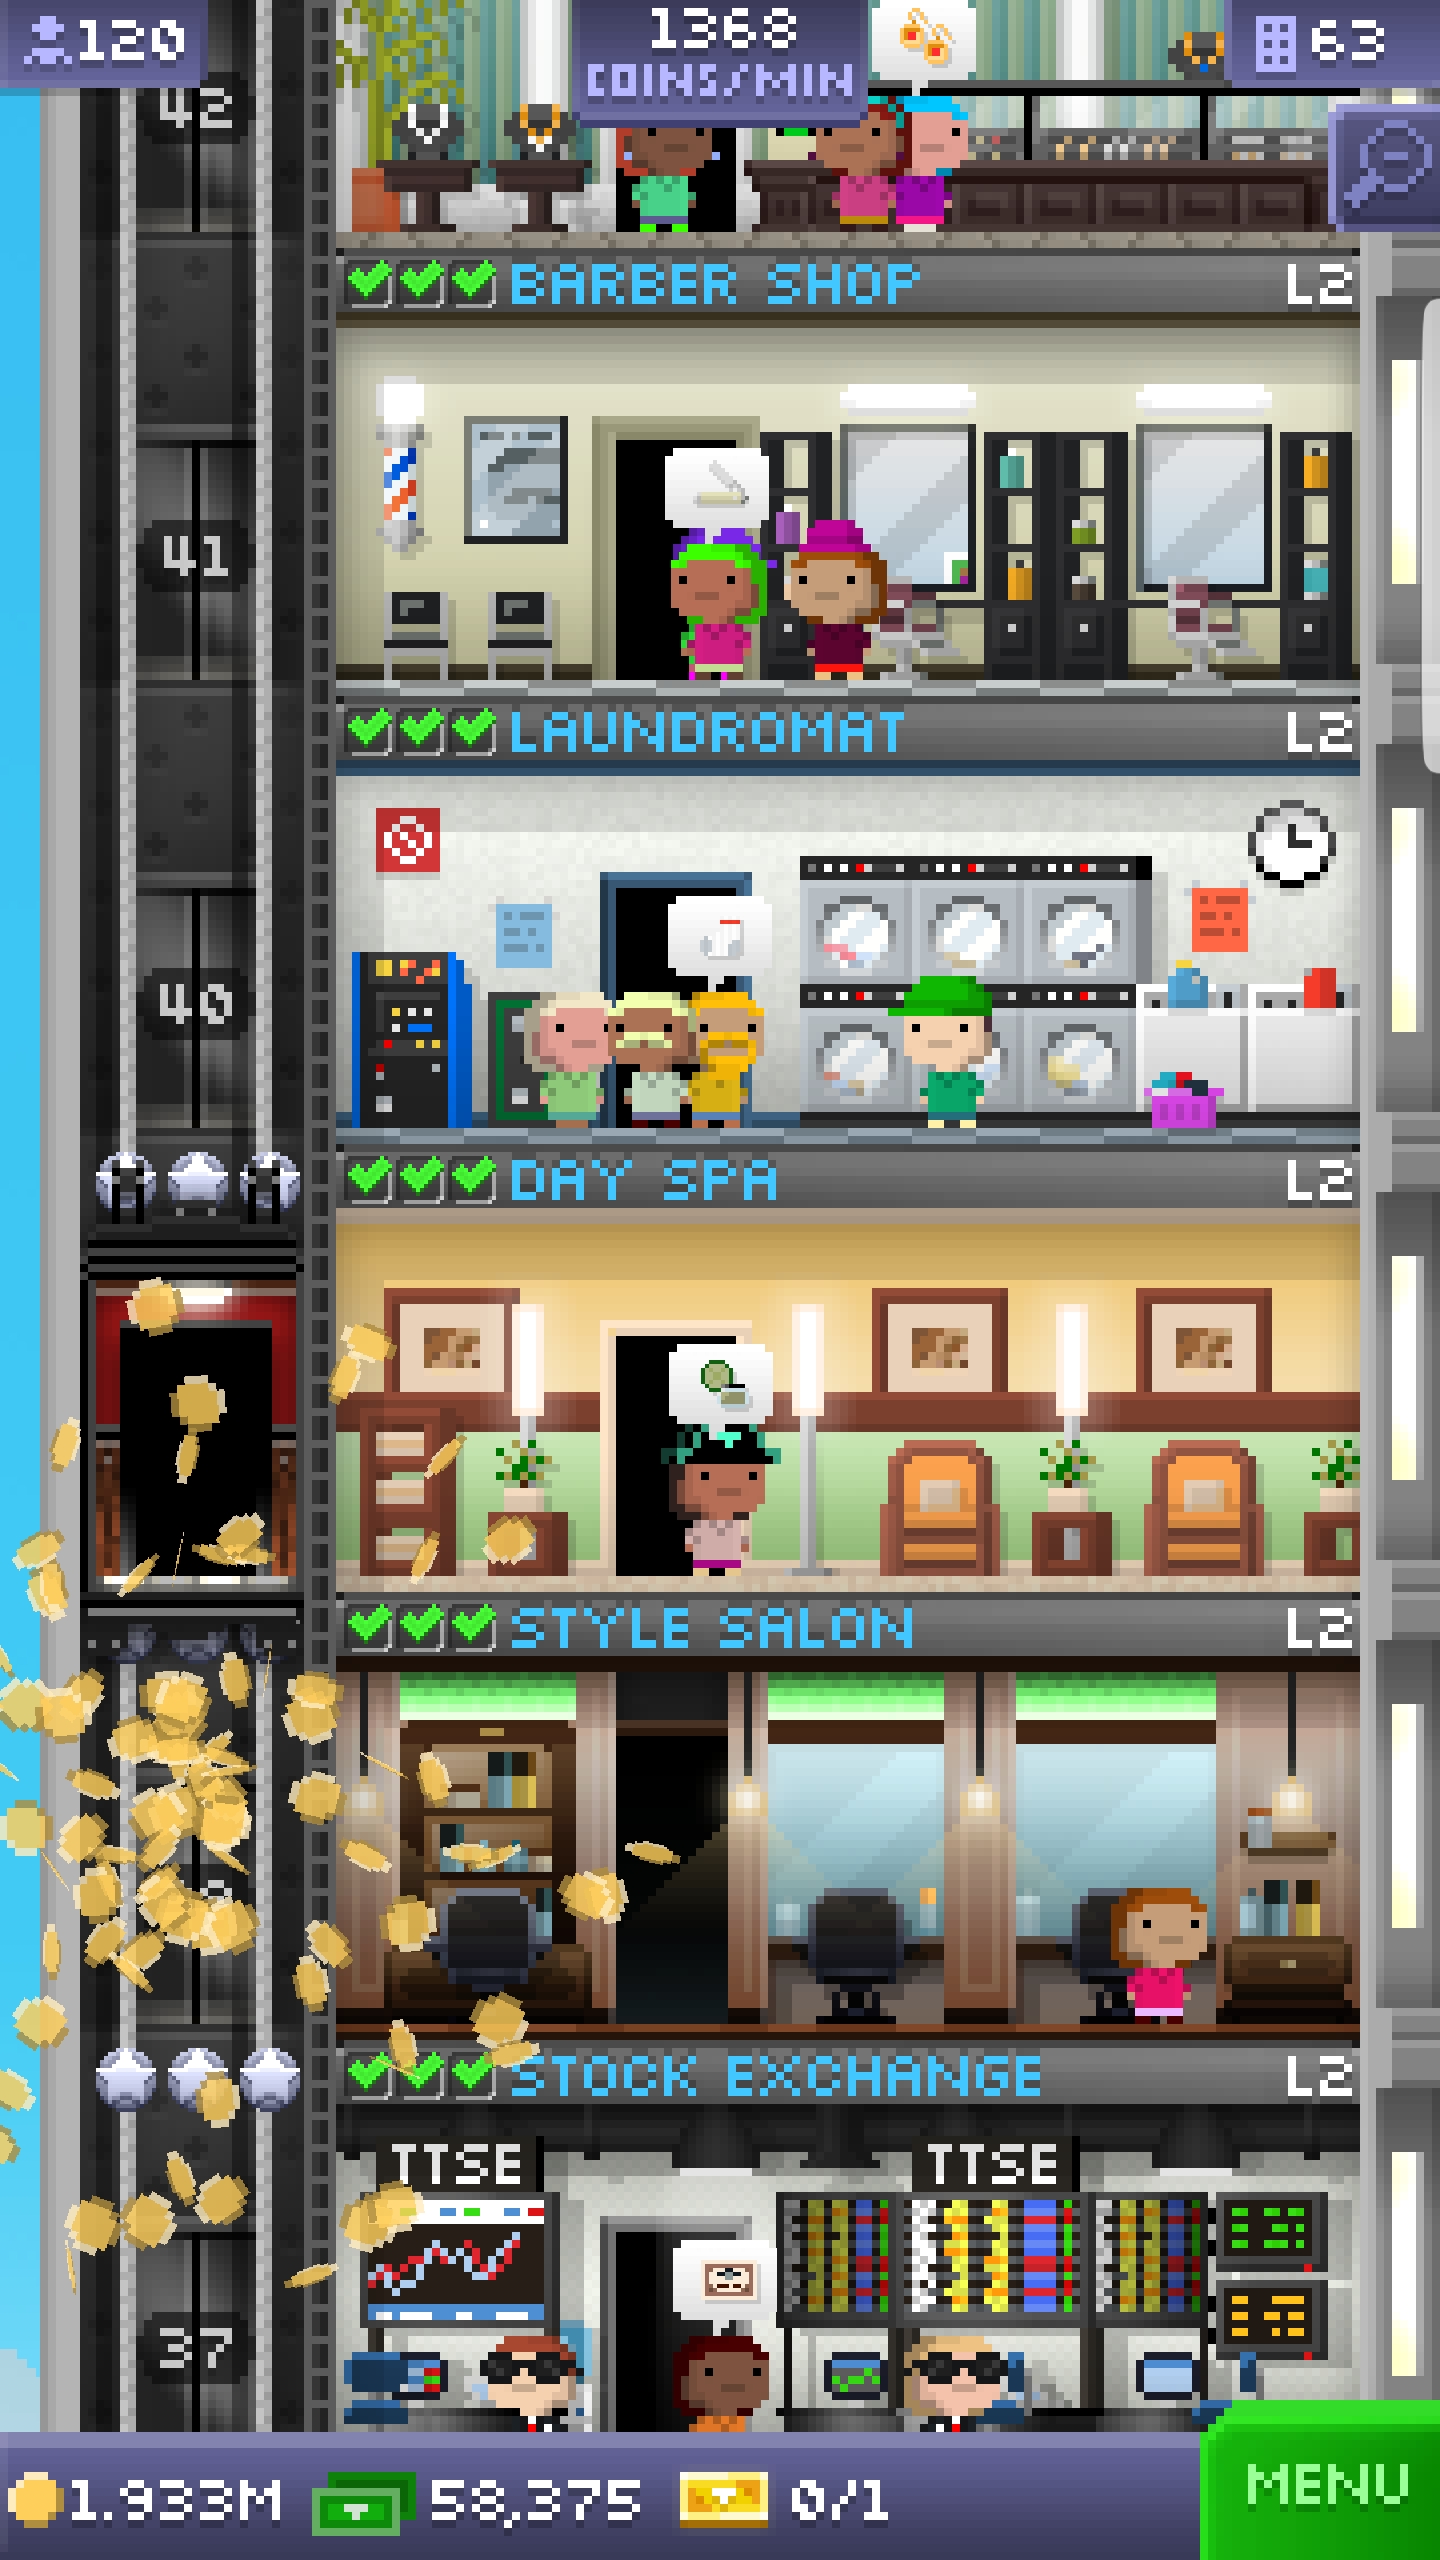 120
1368
COINS/MIN
63
42
BARBER SHOP
L2
41
LAUNDROMAT
L2
40
DAY SPA
L2
STYLE SALON
L2
STOCK EXCHANGE
L2
TTSE
TTSE
37
1.933M
58,375
0/1
MENU